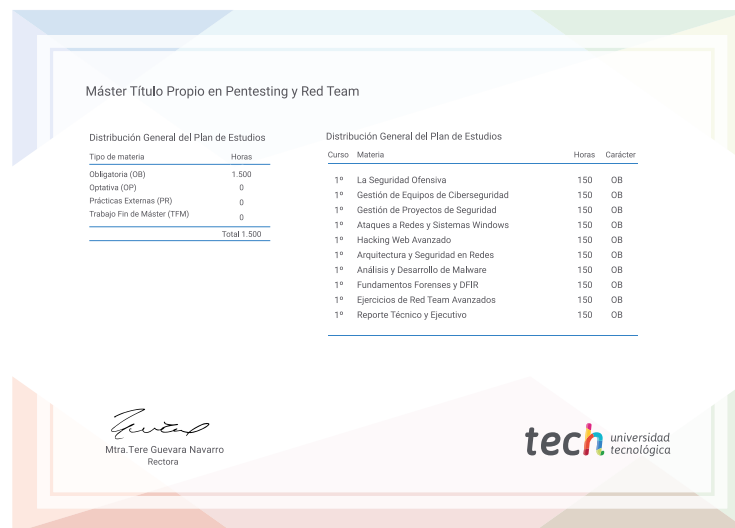 Máster Título Propio en Pentesting y Red Team
Distribución General del Plan de Estudios
Tipo de materia Horas
Obligatoria (OB) 1.500
Optativa (OP) 0
Prácticas Externas (PR) 0
Trabajo Fin de Máster (TFM) 0
Total 1.500
Distribución General del Plan de Estudios
Curso Materia Horas Carácter
1º La Seguridad Ofensiva 150 OB
1º Gestión de Equipos de Ciberseguridad 150 OB
1º Gestión de Proyectos de Seguridad 150 OB
1º Ataques a Redes y Sistemas Windows 150 OB
1º Hacking Web Avanzado 150 OB
1º Arquitectura y Seguridad en Redes 150 OB
1º Análisis y Desarrollo de Malware 150 OB
1º Fundamentos Forenses y DFIR 150 OB
1º Ejercicios de Red Team Avanzados 150 OB
1º Reporte Técnico y Ejecutivo 150 OB
Mtra.Tere Guevara Navarro
Rectora
tech universidad
tecnológica